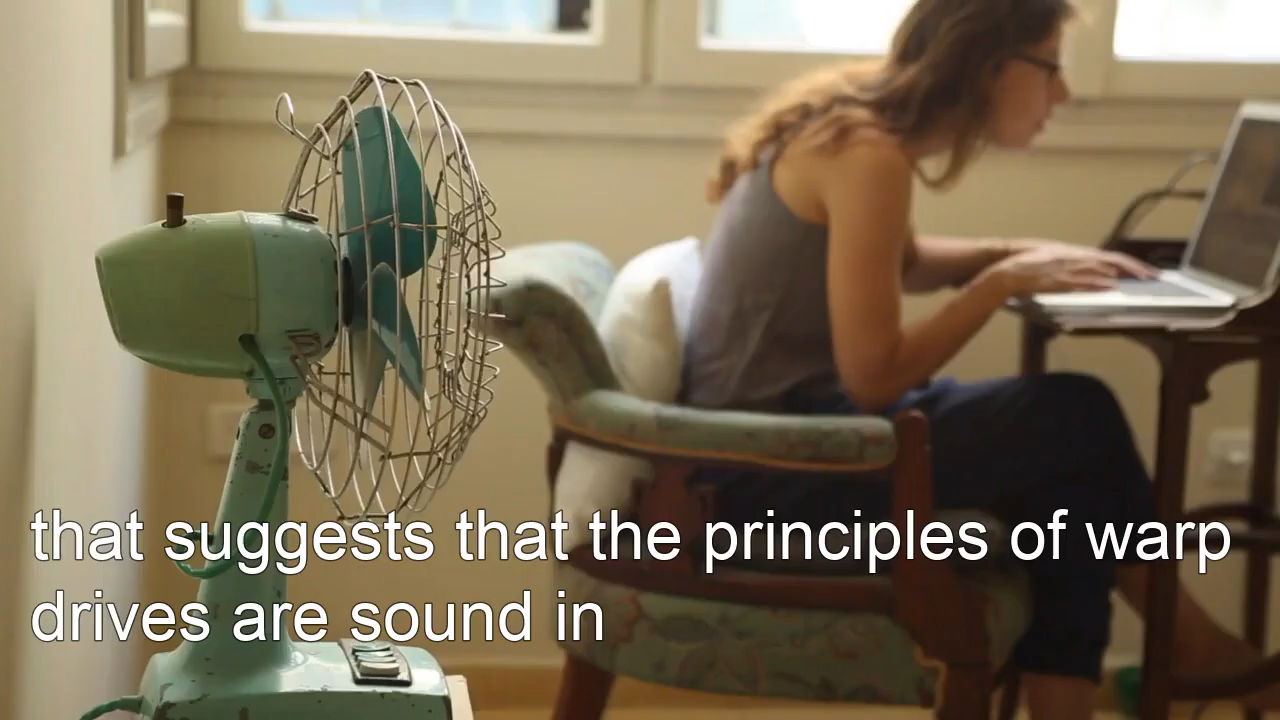 that suggests that the principles of warp
drives are sound in